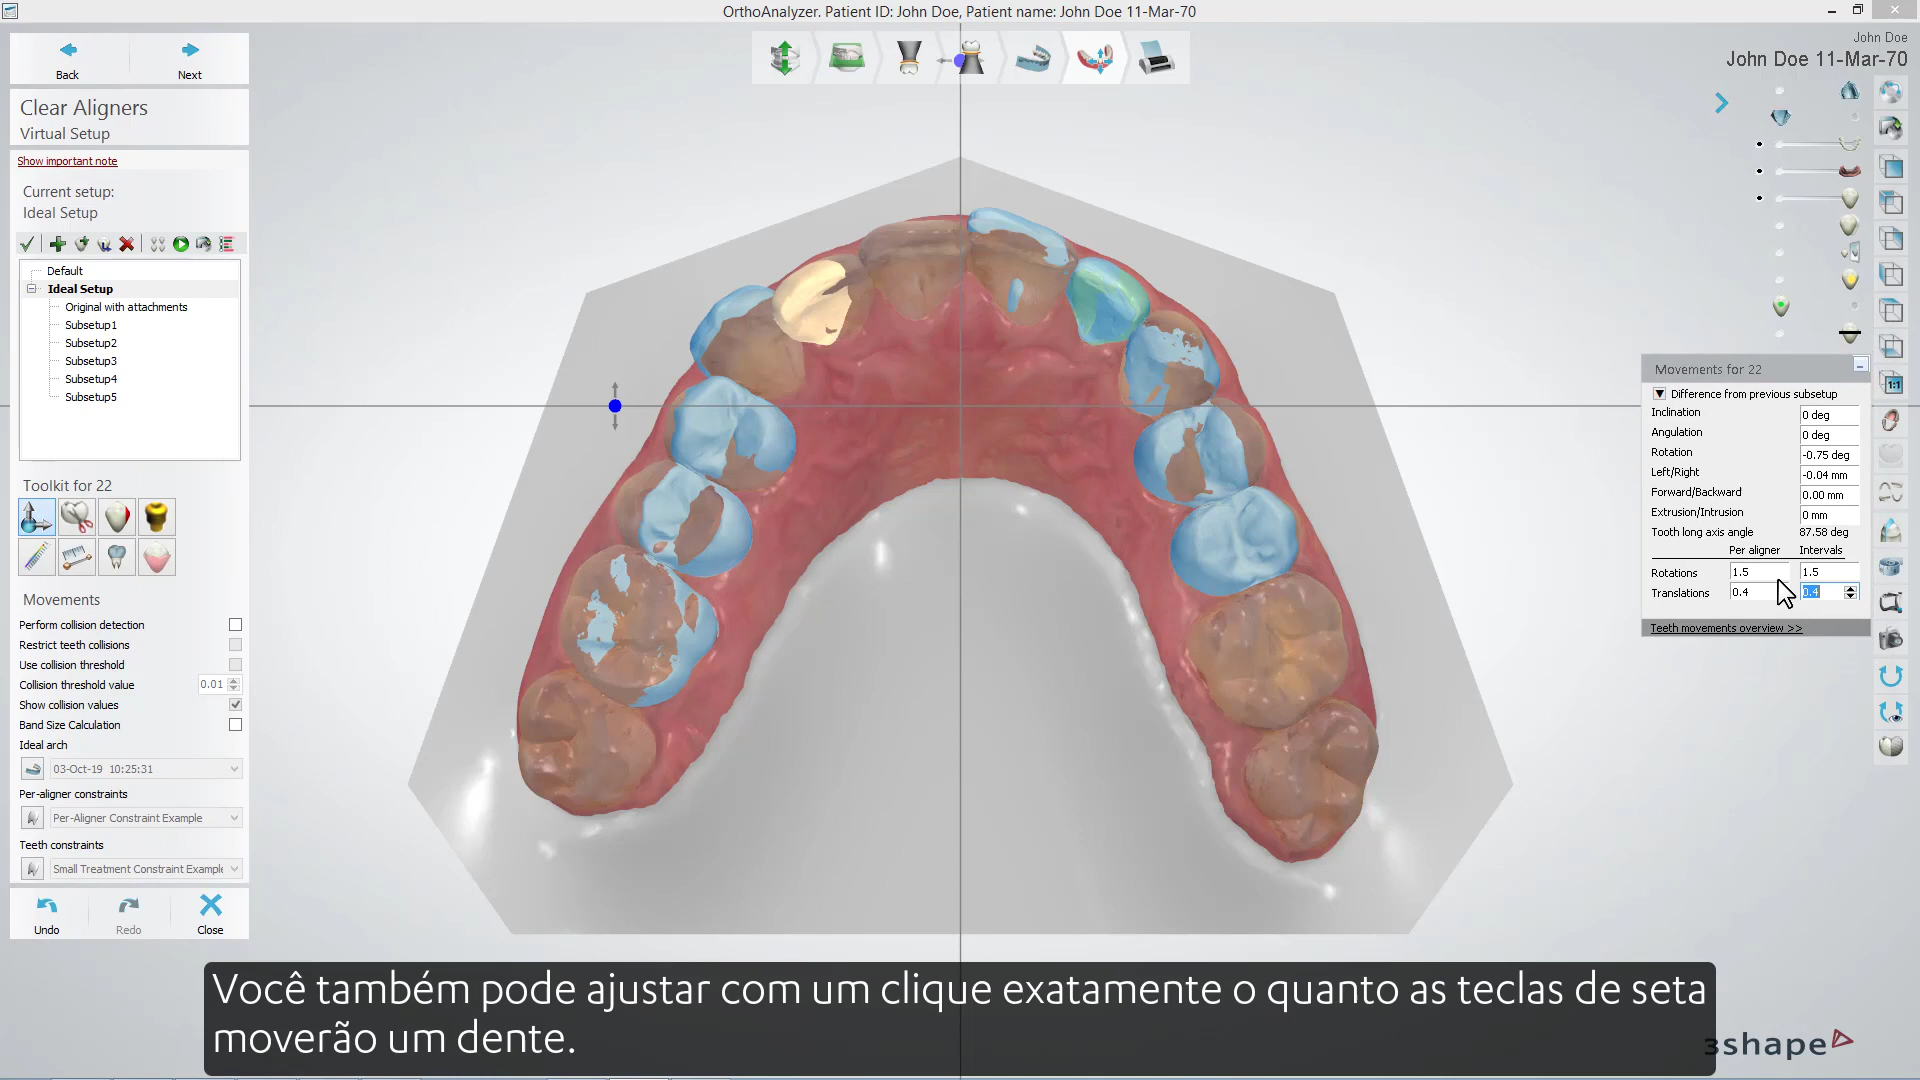 OrthoAnalyzer. Patient ID: John Doe, Patient name: John Doe 11-Mar-70
Back
Next
John Doe
John Doe 11-Mar-70
Clear Aligners
Virtual Setup
Show important note
Current setup:
Ideal Setup
Default
Ideal Setup
Original with attachments
Subsetup1
Subsetup2
Subsetup3
Subsetup4
Subsetup5
Toolkit for 22
Movements
Perform collision detection
Restrict teeth collisions
Use collision threshold
Collision threshold value 0.01
Show collision values
Band Size Calculation
Ideal arch
03-Oct-19 10:25:31
Per-aligner constraints
Per-Aligner Constraint Example
Teeth constraints
Small Treatment Constraint Example
Undo
Redo
Close
1:1
Movements for 22
Difference from previous subsetup
Inclination 0 deg
Angulation 0 deg
Rotation -0.75 deg
Left/Right -0.04 mm
Forward/Backward 0.00 mm
Extrusion/Intrusion 0 mm
Tooth long axis angle 87.58 deg
Per aligner Intervals
Rotations 1.5 1.5
Translations 0.4 0.4
Teeth movements overview >>
Você também pode ajustar com um clique exatamente o quanto as teclas de seta
moverão um dente.
3shape